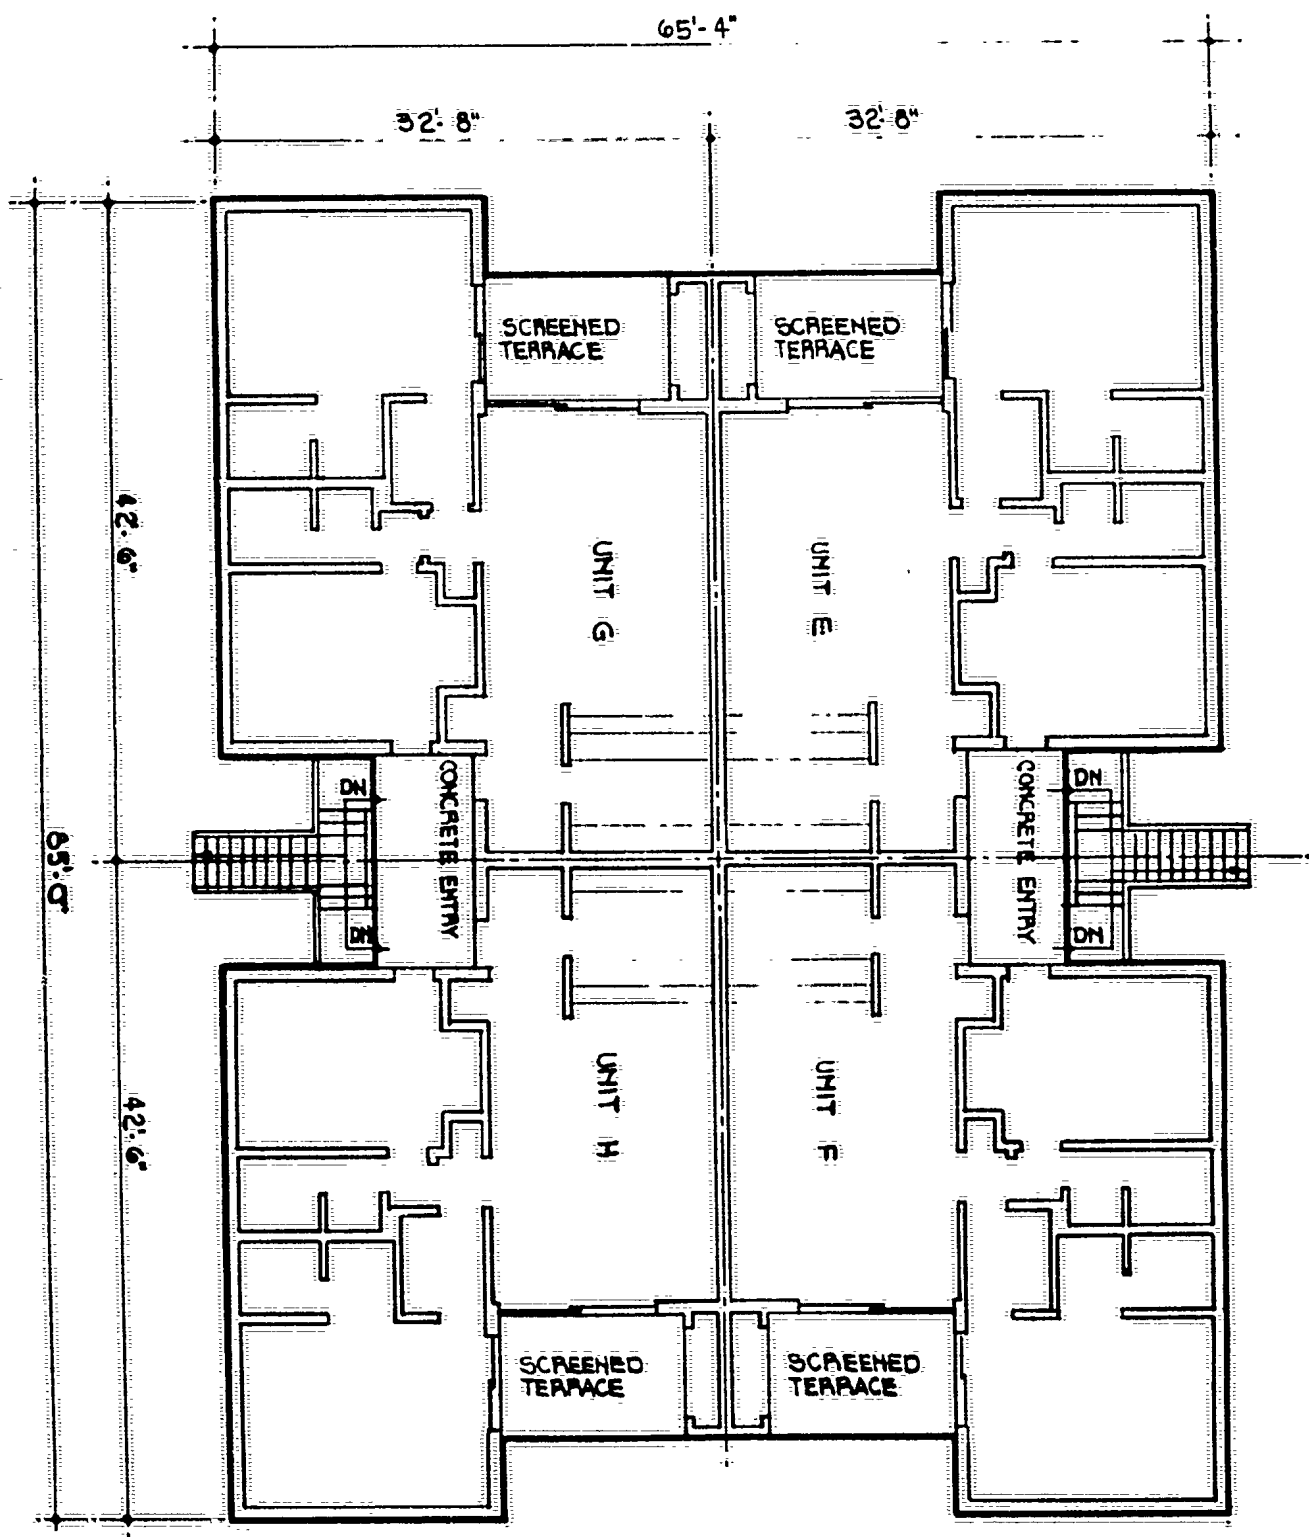 65'-4"
32'-8"
32'-8"
SCREENED
TERRACE
SCREENED
TERRACE
42'-6"
UNIT G
UNIT E
DN
CONCRETE ENTRY
CONCRETE ENTRY
DN
85'-0"
DN
DN
UNIT H
UNIT F
42'-6"
SCREENED
TERRACE
SCREENED
TERRACE